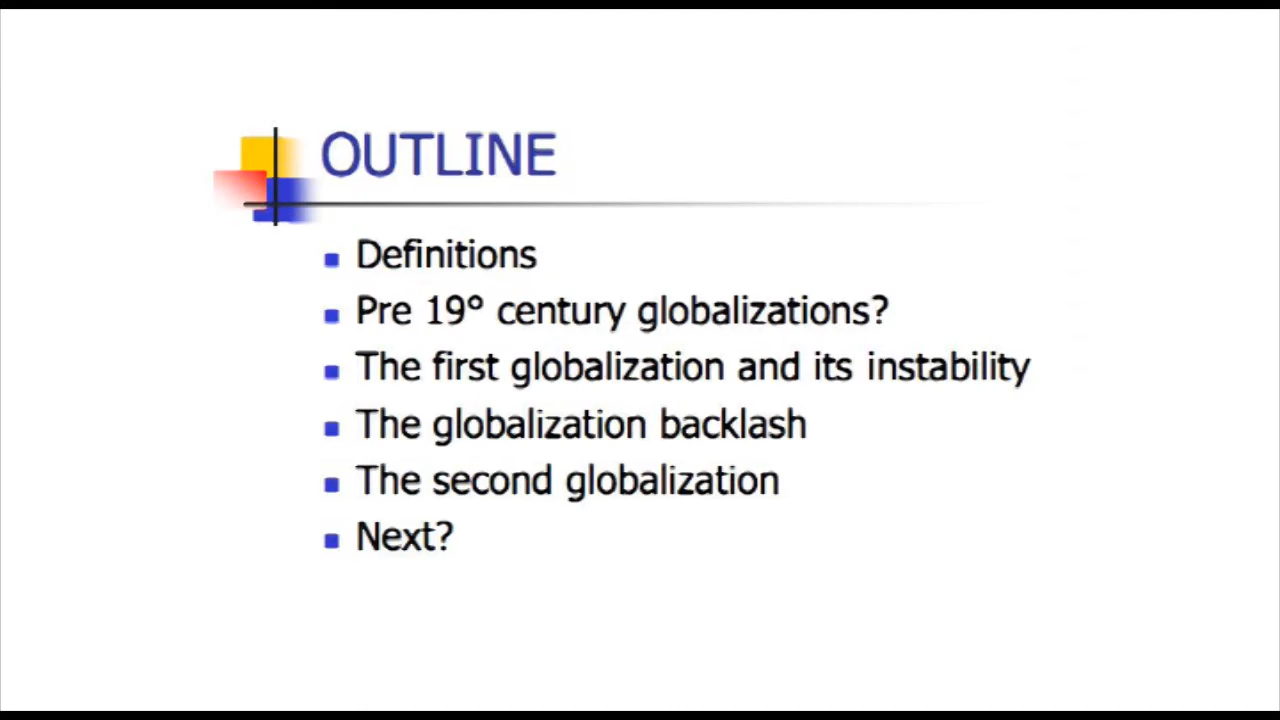 OUTLINE
Definitions
Pre 19° century globalizations?
The first globalization and its instability
The globalization backlash
The second globalization
Next?